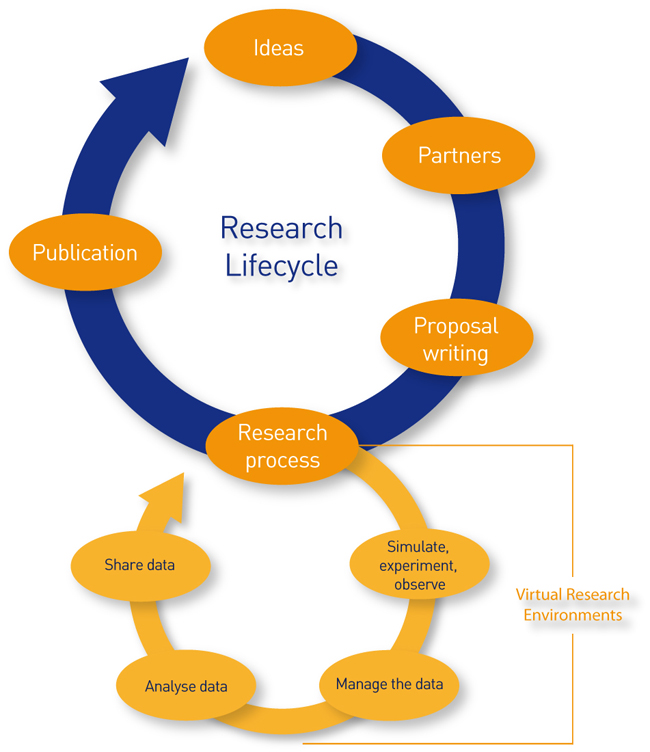 Ideas
Partners
Research
Lifecycle
Publication
Proposal
writing
Research
process
Simulate,
experiment,
observe
Share data
Virtual Research
Environments
Manage the data
Analyse data